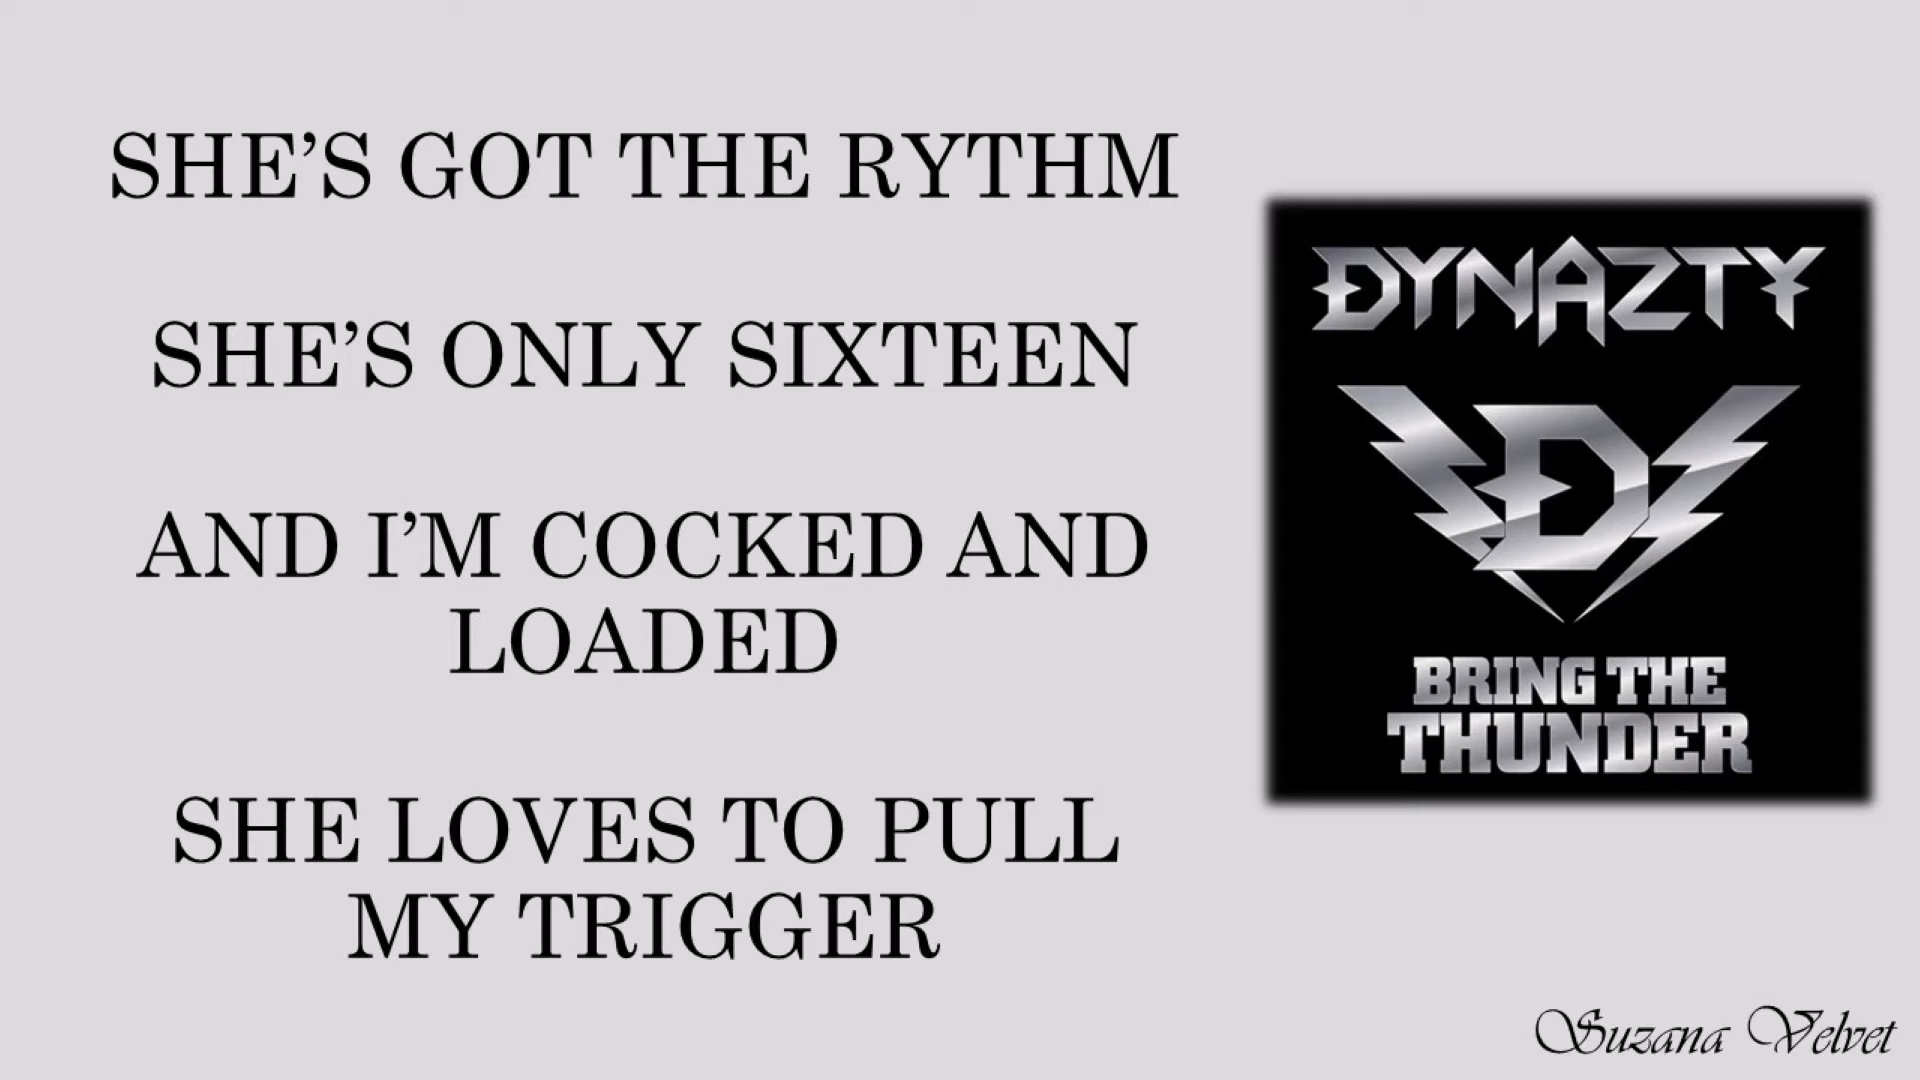 SHE’S GOT THE RYTHM
SHE’S ONLY SIXTEEN
AND I’M COCKED AND
LOADED
SHE LOVES TO PULL
MY TRIGGER
DYNAZTY
D
BRING THE
THUNDER
Suzana Velvet